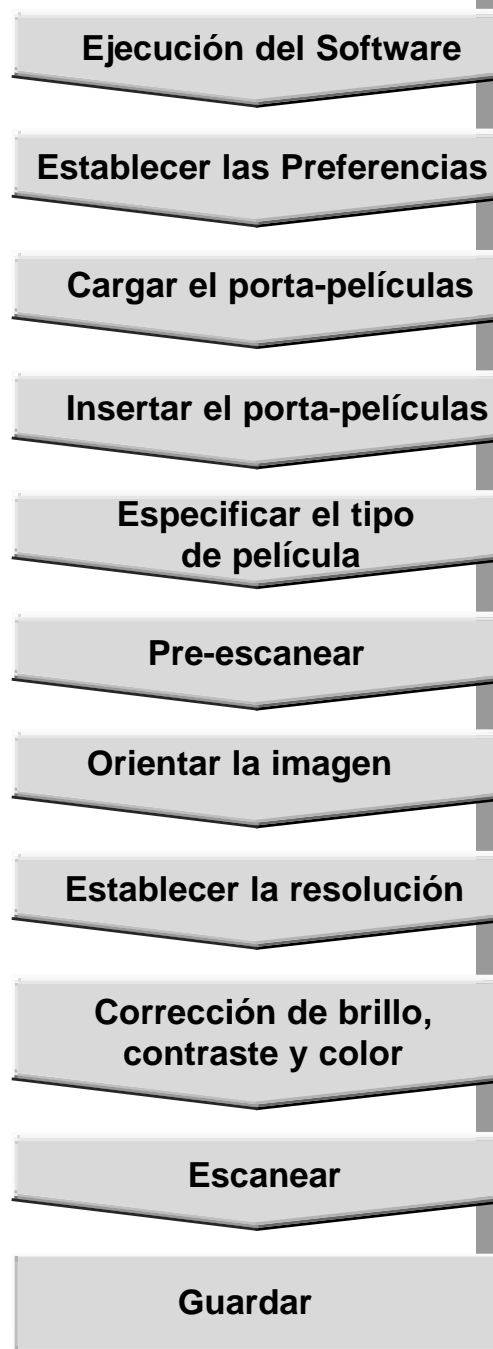 Ejecución del Software
Establecer las Preferencias
Cargar el porta-películas
Insertar el porta-películas
Especificar el tipo
de película
Pre-escanear
Orientar la imagen
Establecer la resolución
Corrección de brillo,
contraste y color
Escanear
Guardar